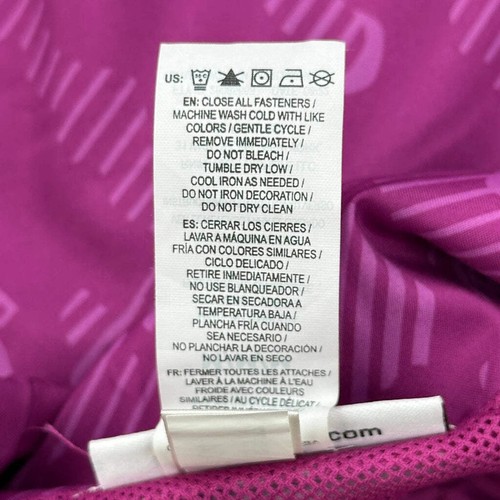 US:
EN: CLOSE ALL FASTENERS /
MACHINE WASH COLD WITH LIKE
COLORS / GENTLE CYCLE /
REMOVE IMMEDIATELY /
DO NOT BLEACH /
TUMBLE DRY LOW /
COOL IRON AS NEEDED /
DO NOT IRON DECORATION /
DO NOT DRY CLEAN
ES: CERRAR LOS CIERRES /
LAVAR A MÁQUINA EN AGUA
FRÍA CON COLORES SIMILARES /
CICLO DELICADO /
RETIRE INMEDIATAMENTE /
NO USE BLANQUEADOR /
SECAR EN SECADORA A
TEMPERATURA BAJA /
PLANCHA FRÍA CUANDO
SEA NECESARIO /
NO PLANCHAR LA DECORACIÓN /
NO LAVAR EN SECO
FR: FERMER TOUTES LES ATTACHES /
LAVER À LA MACHINE À L'EAU
FROIDE AVEC COULEURS
SIMILAIRES / AU CYCLE DÉLICAT /
.com